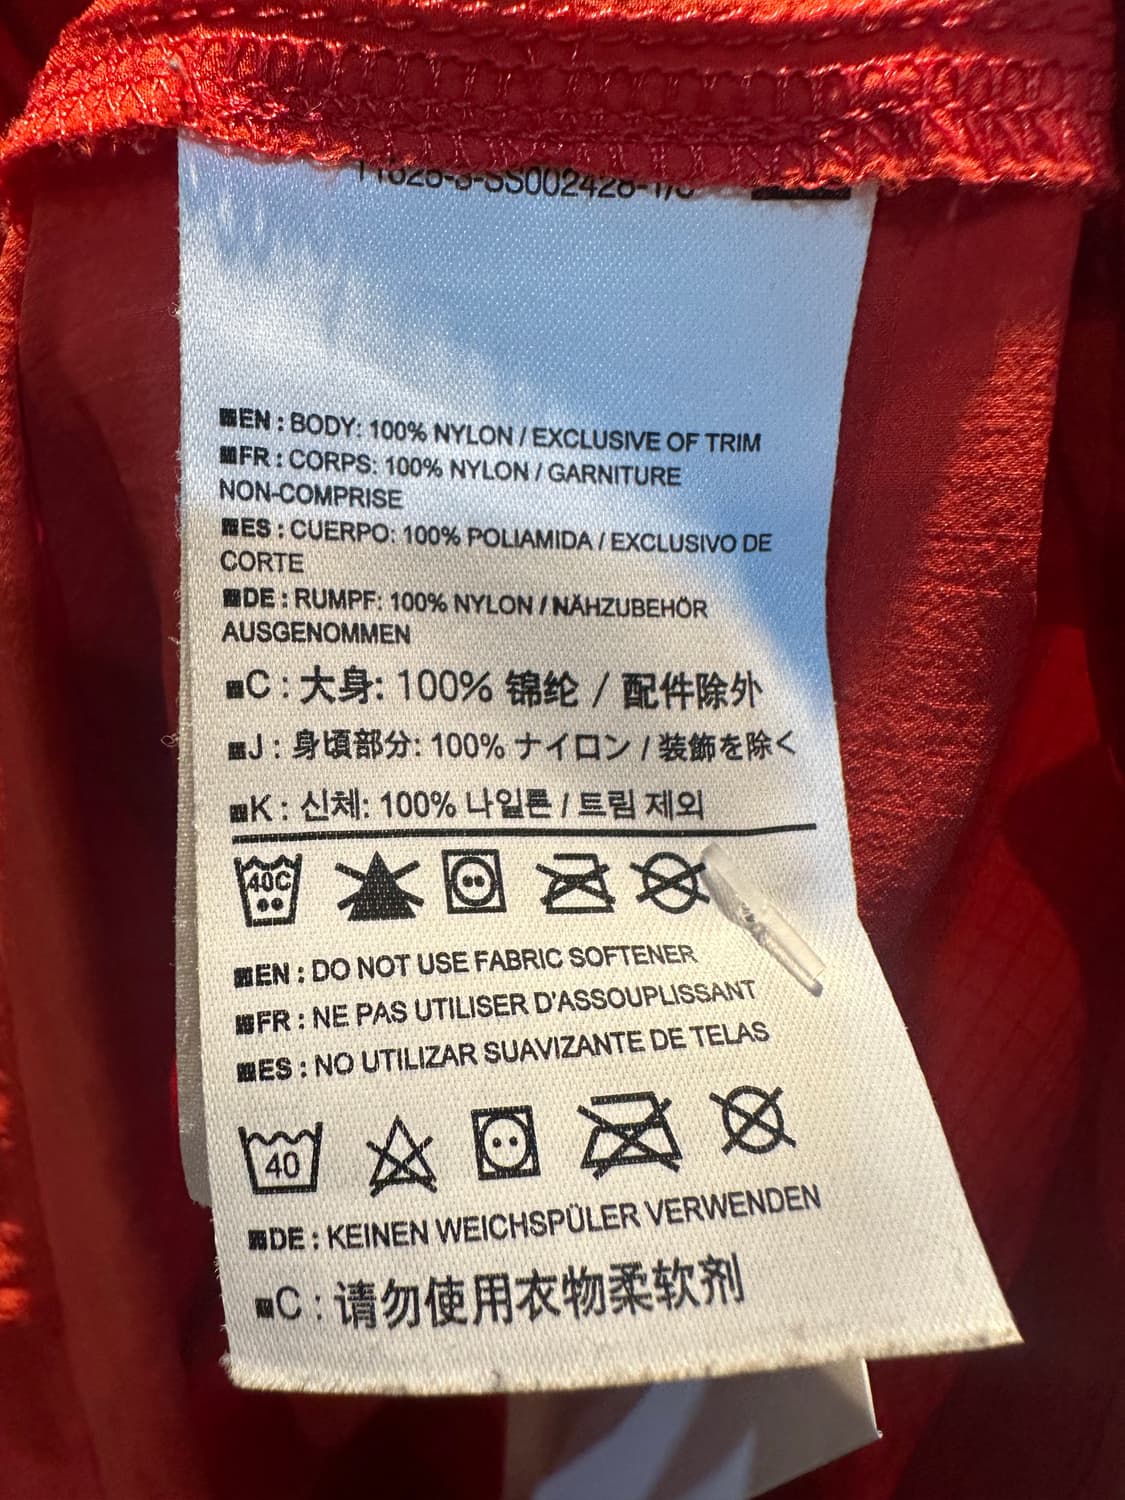 11628-3-SS002428-1/
■EN : BODY: 100% NYLON / EXCLUSIVE OF TRIM
■FR : CORPS: 100% NYLON / GARNITURE
NON-COMPRISE
■ES : CUERPO: 100% POLIAMIDA / EXCLUSIVO DE
CORTE
■DE : RUMPF: 100% NYLON / NÄHZUBEHÖR
AUSGENOMMEN
■C : 大身: 100% 锦纶 / 配件除外
■J : 身頃部分: 100% ナイロン / 装飾を除く
■K : 신체: 100% 나일론 / 트림 제외
40C
■EN : DO NOT USE FABRIC SOFTENER
■FR : NE PAS UTILISER D'ASSOUPLISSANT
■ES : NO UTILIZAR SUAVIZANTE DE TELAS
40
■DE : KEINEN WEICHSPÜLER VERWENDEN
■C : 请勿使用衣物柔软剂